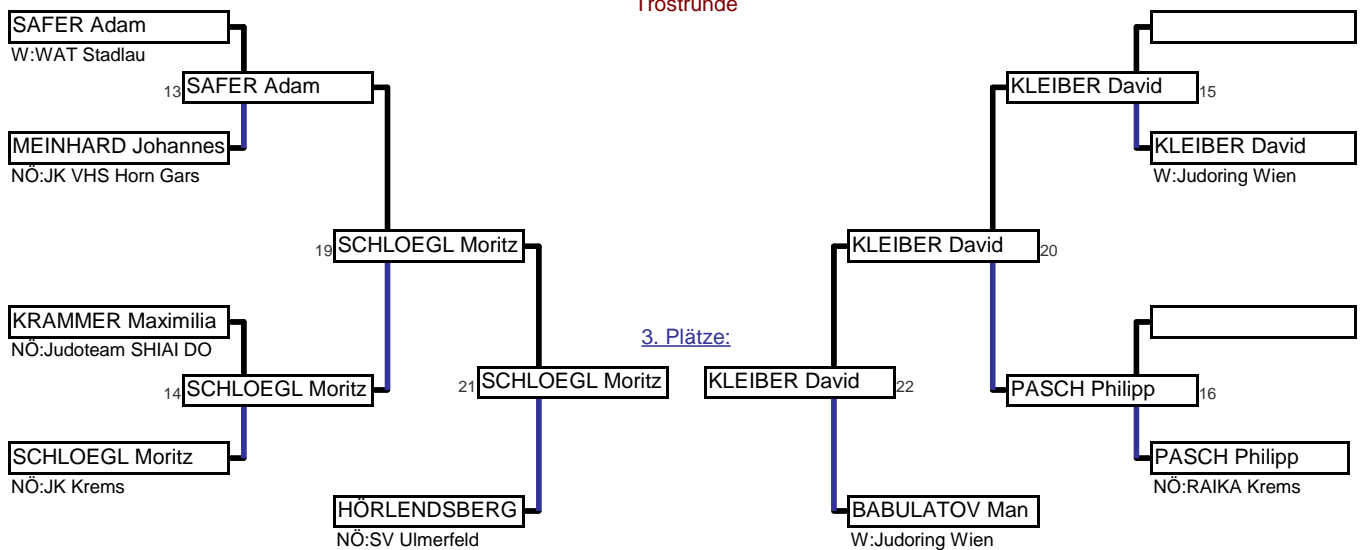 Trostrunde
SAFER Adam
W:WAT Stadlau
13
SAFER Adam
KLEIBER David
15
MEINHARD Johannes
NÖ:JK VHS Horn Gars
KLEIBER David
W:Judoring Wien
19
SCHLOEGL Moritz
KLEIBER David
20
KRAMMER Maximilia
NÖ:Judoteam SHIAI DO
3. Plätze:
14
SCHLOEGL Moritz
21
SCHLOEGL Moritz
KLEIBER David
22
PASCH Philipp
16
SCHLOEGL Moritz
NÖ:JK Krems
PASCH Philipp
NÖ:RAIKA Krems
HÖRLENDSBERG
NÖ:SV Ulmerfeld
BABULATOV Man
W:Judoring Wien